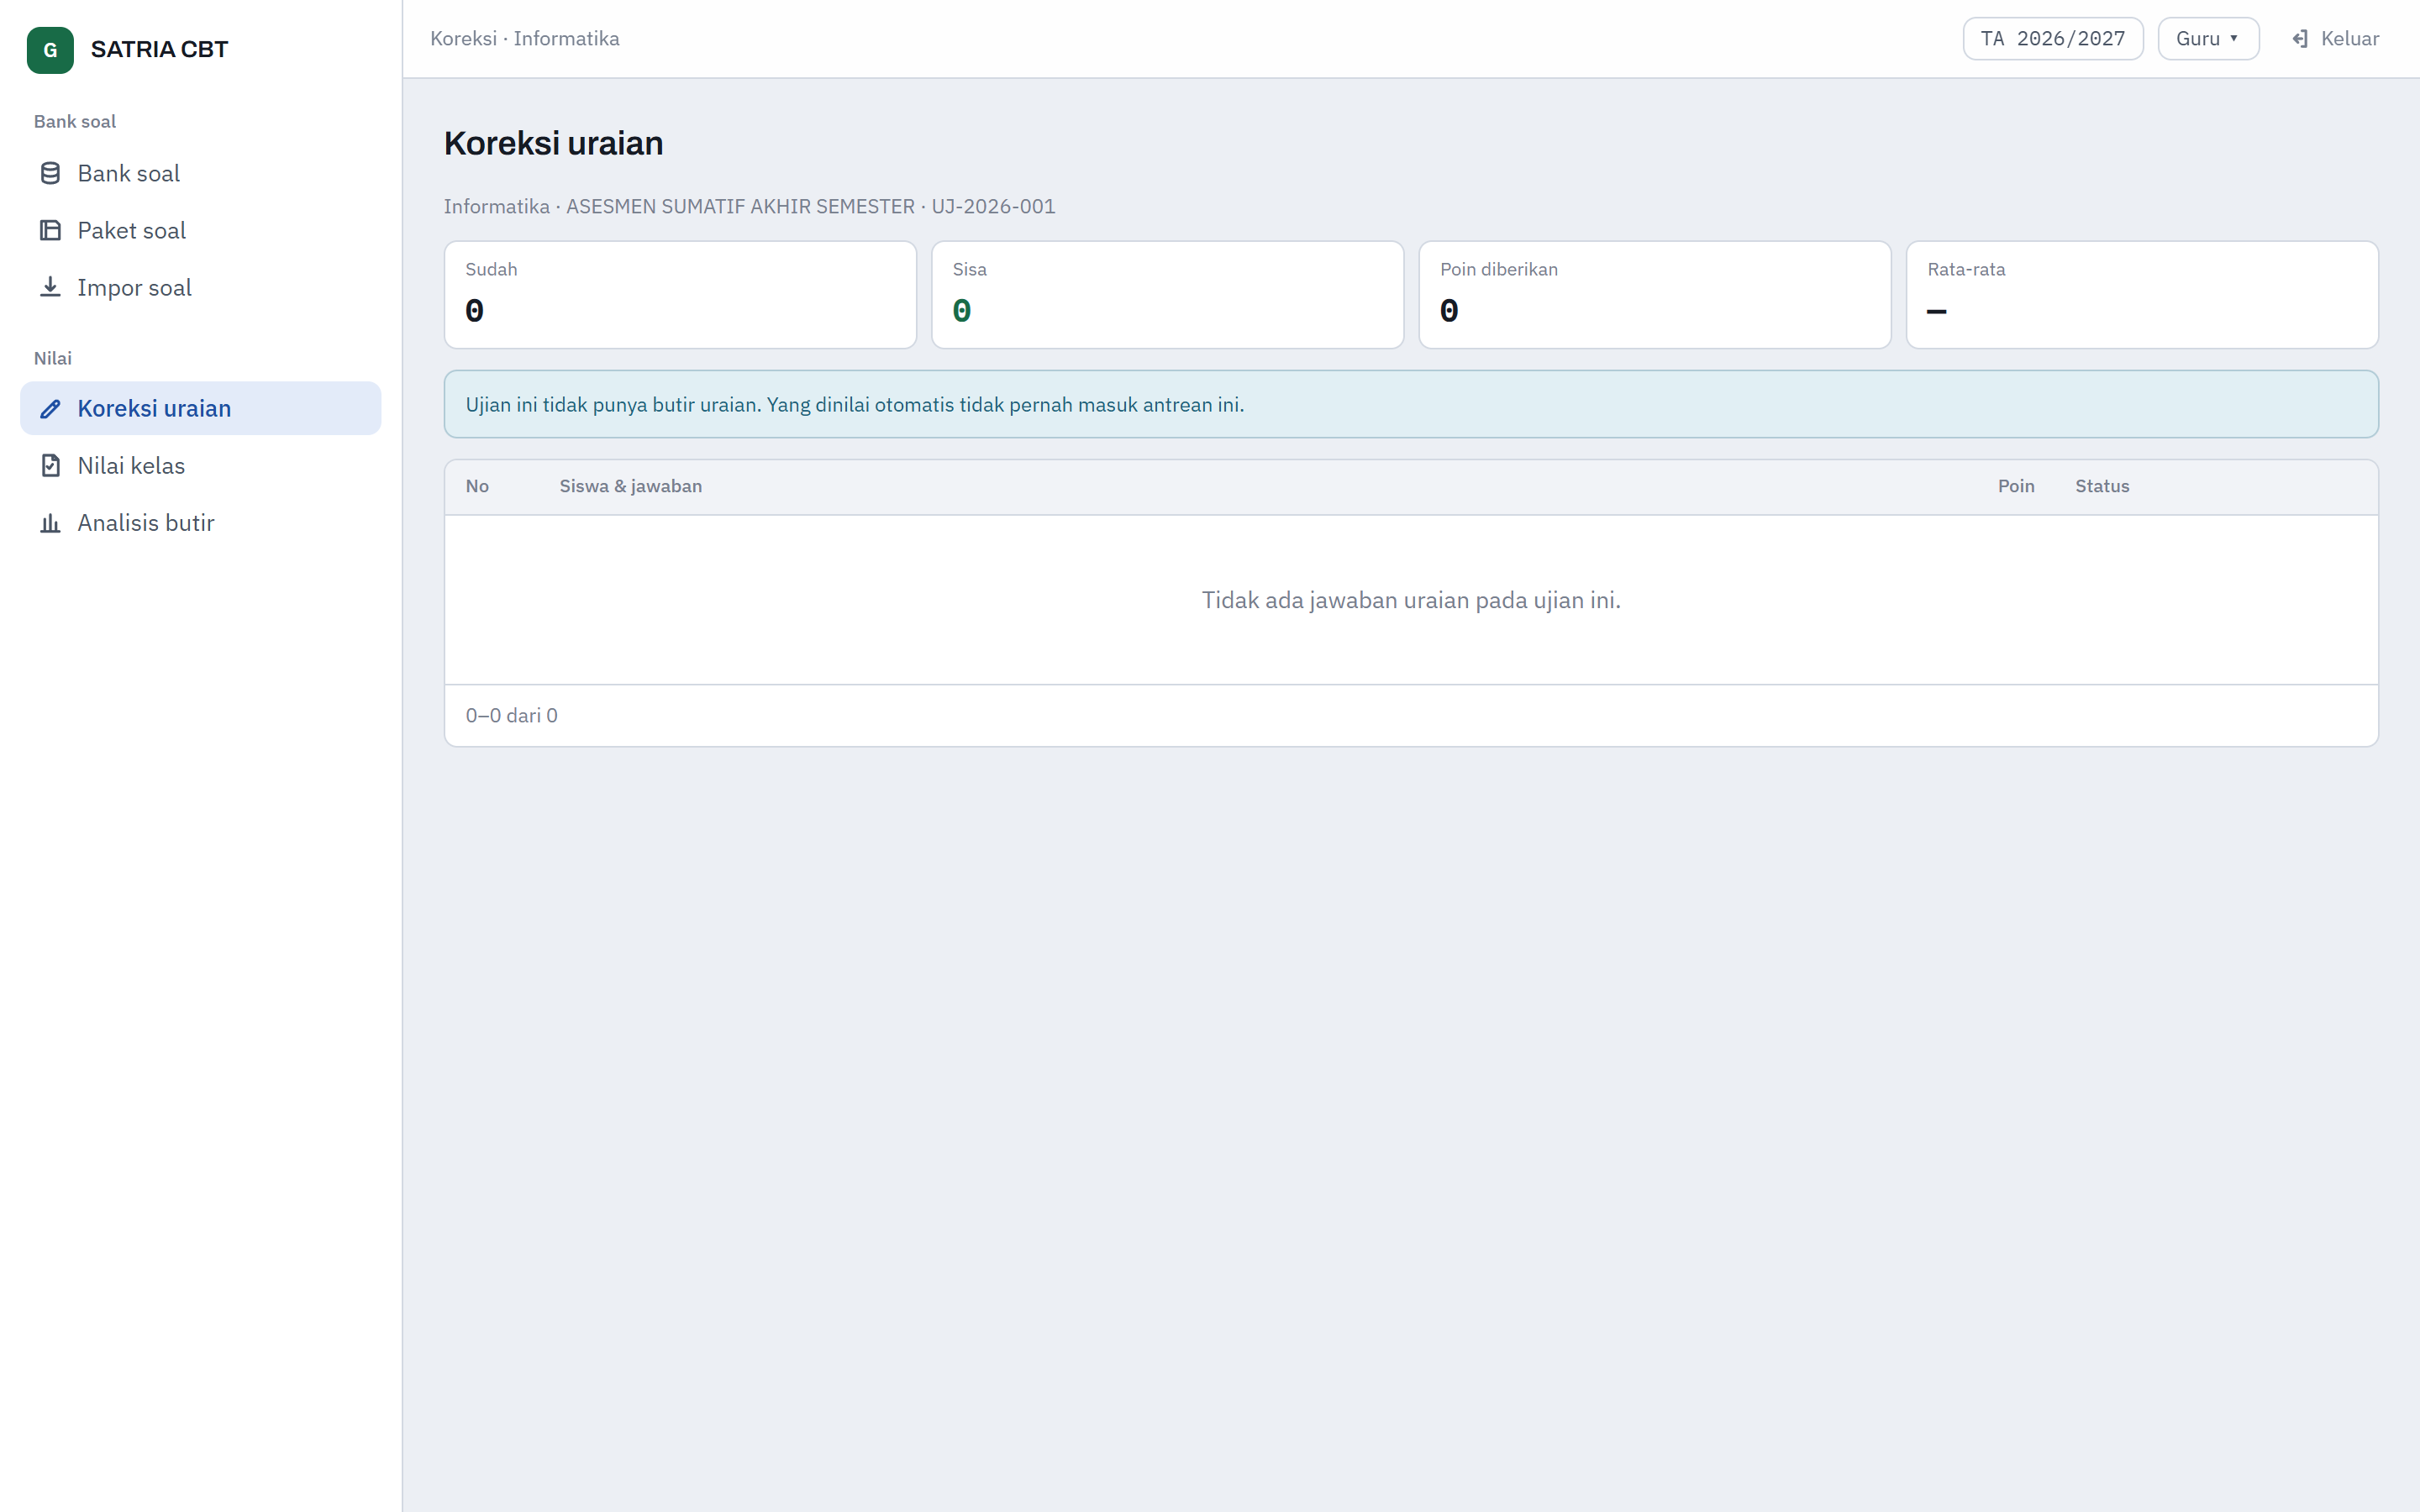 G SATRIA CBT
Bank soal
Bank soal
Paket soal
Impor soal
Nilai
Koreksi uraian
Nilai kelas
Analisis butir
Koreksi · Informatika
TA 2026/2027 Guru ▾ Keluar
Koreksi uraian
Informatika · ASESMEN SUMATIF AKHIR SEMESTER · UJ-2026-001
Sudah
0
Sisa
0
Poin diberikan
0
Rata-rata
—
Ujian ini tidak punya butir uraian. Yang dinilai otomatis tidak pernah masuk antrean ini.
No Siswa & jawaban Poin Status
Tidak ada jawaban uraian pada ujian ini.
0–0 dari 0